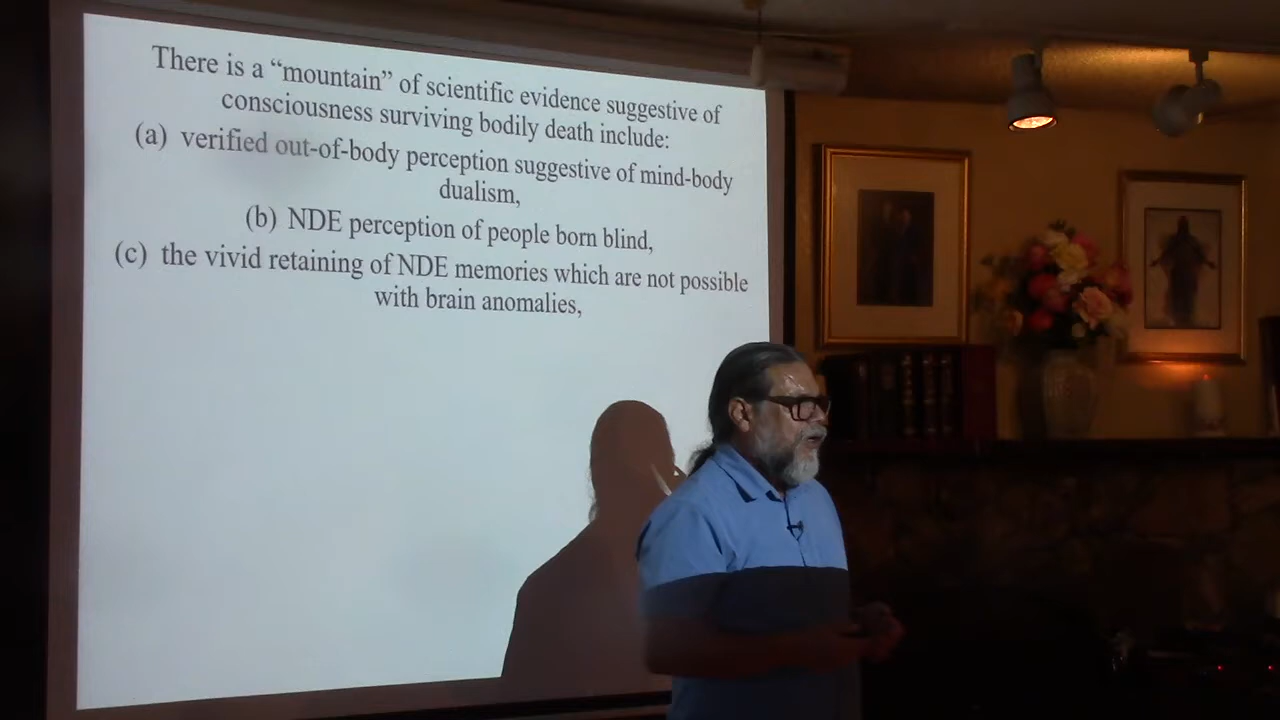 There is a “mountain” of scientific evidence suggestive of
consciousness surviving bodily death include:
(a) verified out-of-body perception suggestive of mind-body
dualism,
(b) NDE perception of people born blind,
(c) the vivid retaining of NDE memories which are not possible
with brain anomalies,